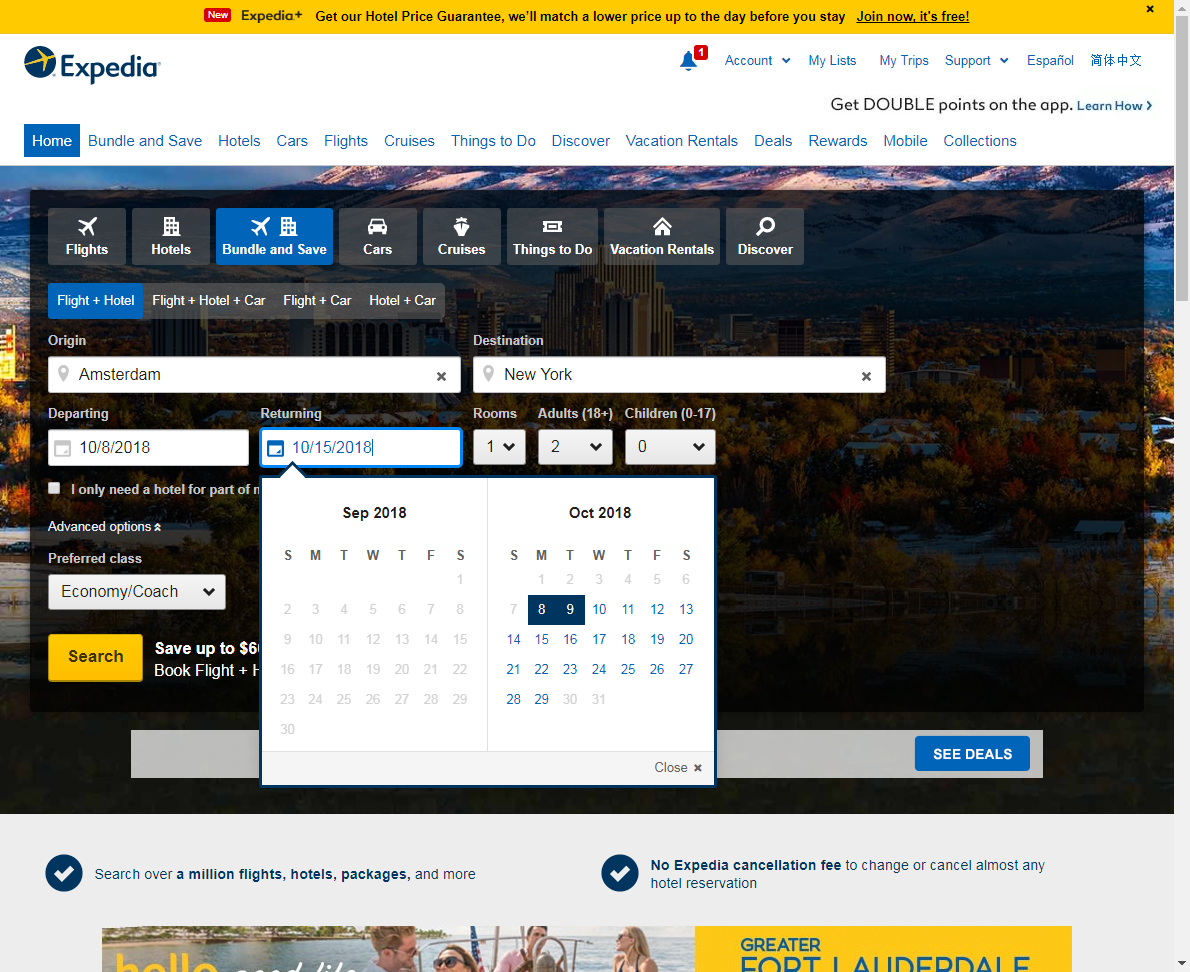 New Expedia+ Get our Hotel Price Guarantee, we'll match a lower price up to the day before you stay Join now, it's free!
Expedia
1 Account My Lists My Trips Support Español 简体中文
Get DOUBLE points on the app. Learn How
Home Bundle and Save Hotels Cars Flights Cruises Things to Do Discover Vacation Rentals Deals Rewards Mobile Collections
Flights Hotels Bundle and Save Cars Cruises Things to Do Vacation Rentals Discover
Flight + Hotel Flight + Hotel + Car Flight + Car Hotel + Car
Origin Destination
Amsterdam New York
Departing Returning Rooms Adults (18+) Children (0-17)
10/8/2018 10/15/2018 1 2 0
I only need a hotel for part of
Advanced options
Preferred class
Economy/Coach
Search
Save up to $6
Book Flight +
Sep 2018
S M T W T F S
1
2 3 4 5 6 7 8
9 10 11 12 13 14 15
16 17 18 19 20 21 22
23 24 25 26 27 28 29
30
Oct 2018
S M T W T F S
1 2 3 4 5 6
7 8 9 10 11 12 13
14 15 16 17 18 19 20
21 22 23 24 25 26 27
28 29 30 31
Close
SEE DEALS
Search over a million flights, hotels, packages, and more
No Expedia cancellation fee to change or cancel almost any
hotel reservation
hello good life
GREATER
FORT LAUDERDALE